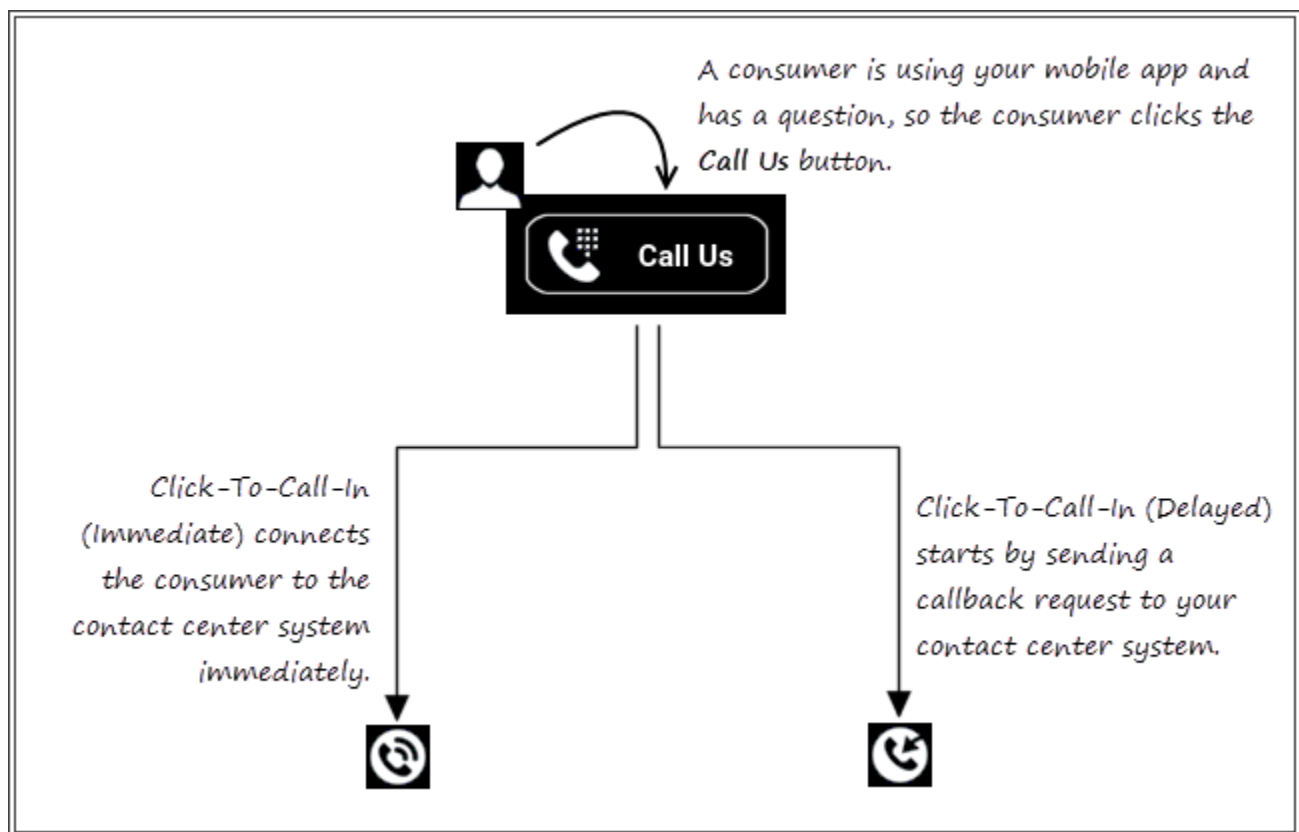 A consumer is using your mobile app and
has a question, so the consumer clicks the
Call Us button.
Call Us
Click-To-Call-In
(Immediate) connects
the consumer to the
contact center system
immediately.
Click-To-Call-In (Delayed)
starts by sending a
callback request to your
contact center system.